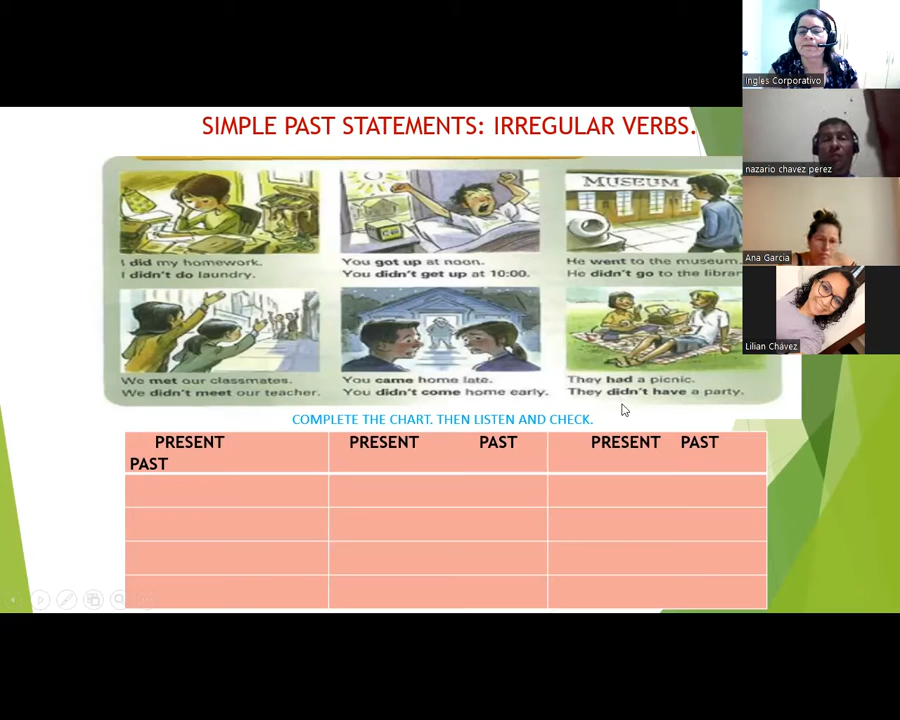 Ingles Corporativo
SIMPLE PAST STATEMENTS: IRREGULAR VERBS.
nazario chavez perez
MUSEUM
I did my homework.
I didn't do laundry.
You got up at noon.
You didn't get up at 10:00.
He went to the museum.
He didn't go to the librar
Ana Garcia
Lilian Chávez
We met our classmates.
We didn't meet our teacher.
You came home late.
You didn't come home early.
They had a picnic.
They didn't have a party.
COMPLETE THE CHART. THEN LISTEN AND CHECK.
PRESENT
PAST
PRESENT PAST
PRESENT PAST